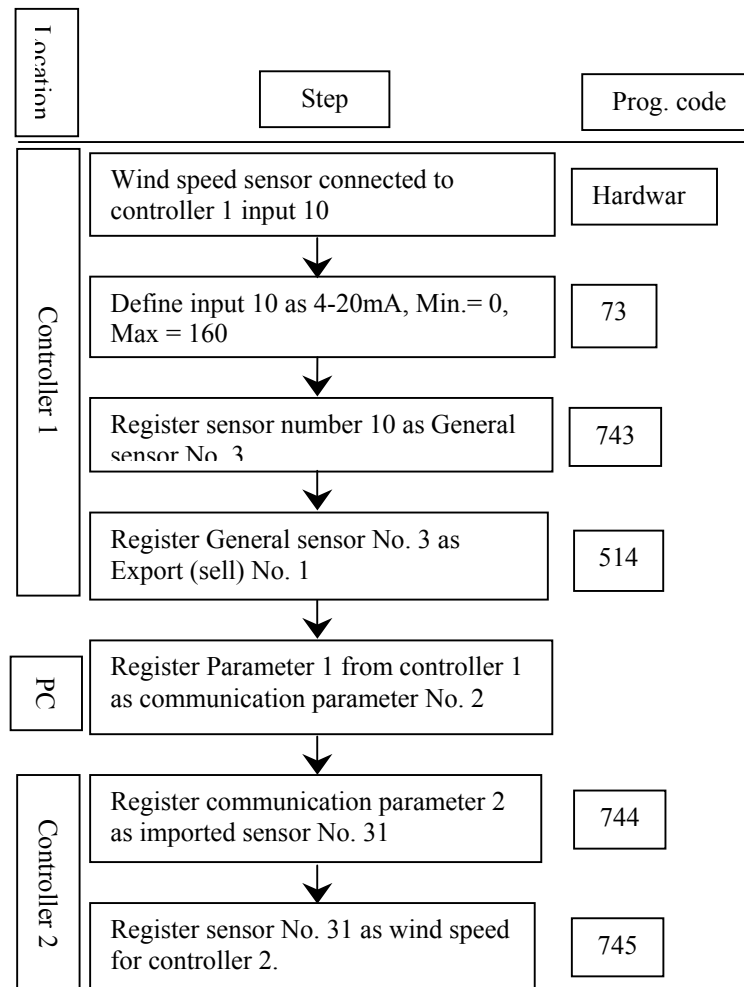 Location
Step
Prog. code
Controller 1
Wind speed sensor connected to
controller 1 input 10
Hardwar
Define input 10 as 4-20mA, Min.= 0,
Max = 160
73
Register sensor number 10 as General
sensor No. 3
743
Register General sensor No. 3 as
Export (sell) No. 1
514
PC
Register Parameter 1 from controller 1
as communication parameter No. 2
Controller 2
Register communication parameter 2
as imported sensor No. 31
744
Register sensor No. 31 as wind speed
for controller 2.
745